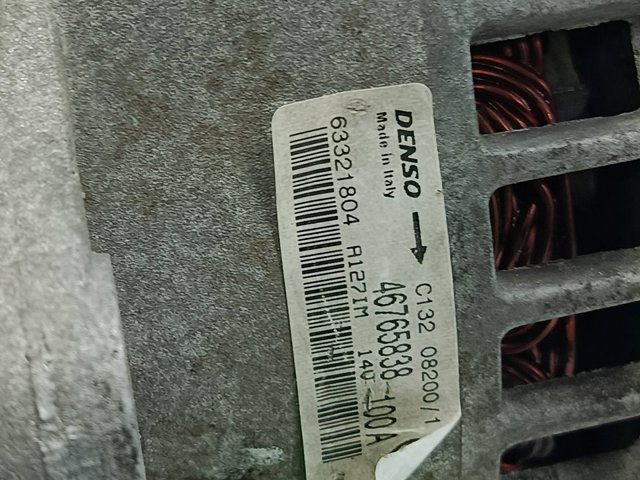 DENSO
Made in Italy
C132 08200/1
46765838 100A
63321804 A127IM 14V